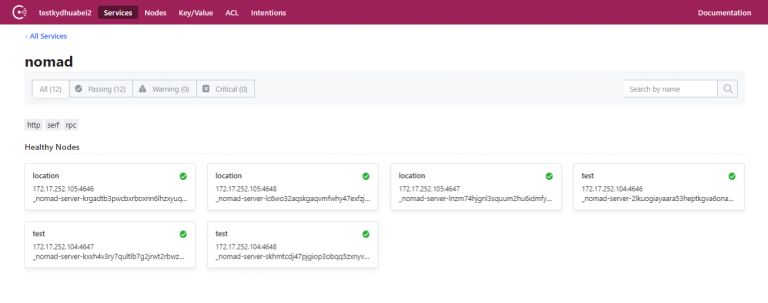 testkydhuabei2 Services Nodes Key/Value ACL Intentions Documentation
‹ All Services
nomad
All (12) Passing (12) Warning (0) Critical (0) Search by name
http serf rpc
Healthy Nodes
location
172.17.252.105:4646
_nomad-server-krgadtb3pwcbxrboxnn6lhzxyuq...
location
172.17.252.105:4648
_nomad-server-lc6wo32aqskgaqvmfwhy47exfzj...
location
172.17.252.105:4647
_nomad-server-lnzm74hjgnl3squum2hu6idmfy...
test
172.17.252.104:4646
_nomad-server-2lkuogiayaara53heptkgva6ona...
test
172.17.252.104:4647
_nomad-server-kxxh4v3ry7qultlb7g2jrwt2rbwz...
test
172.17.252.104:4648
_nomad-server-skhmtcdj47pjgiop3obqq5zxnyv...